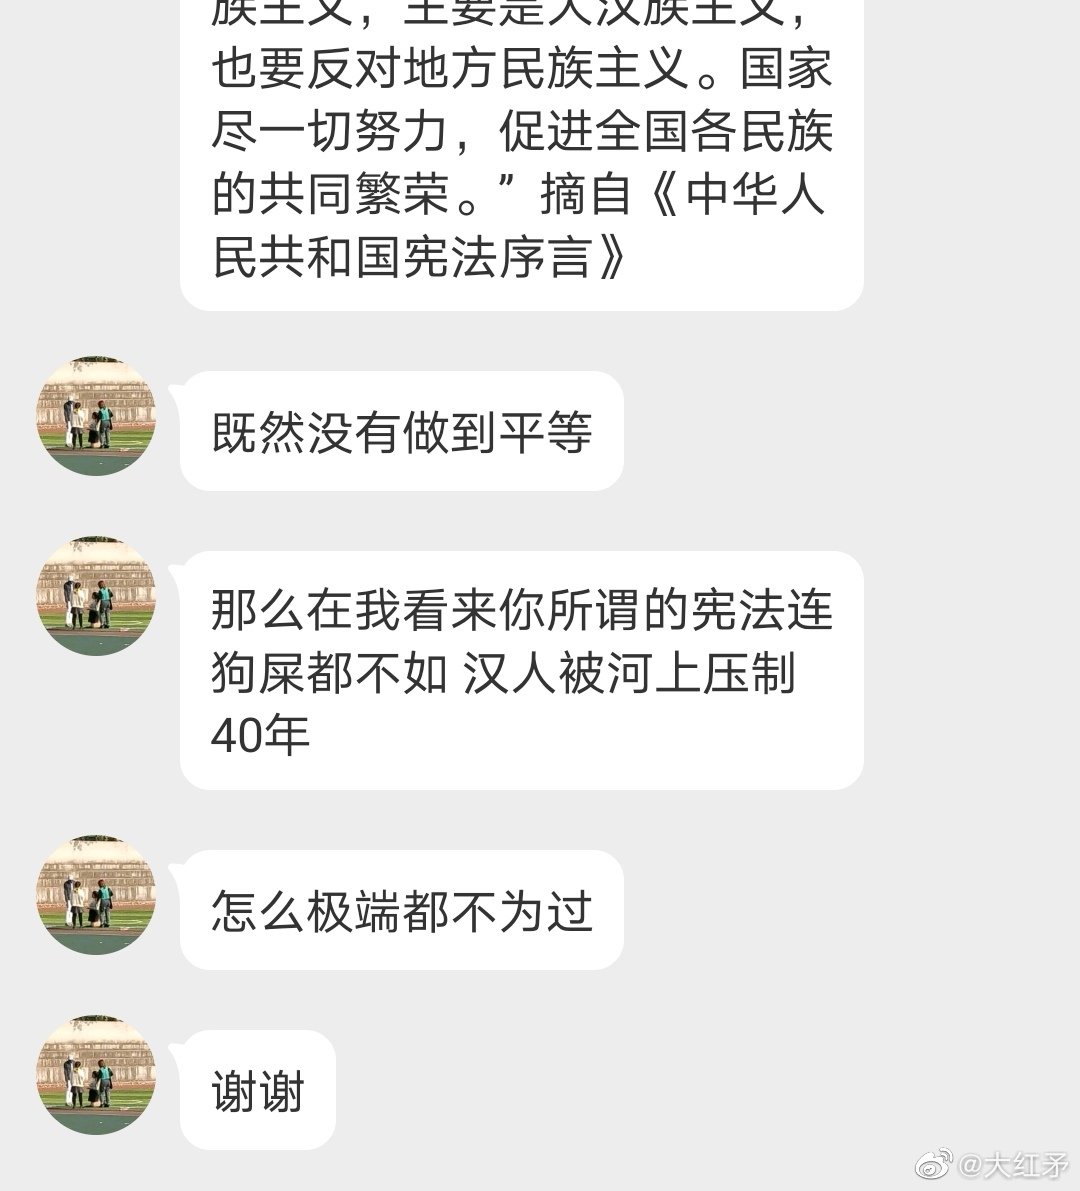 族主义，主要是大汉族主义，
也要反对地方民族主义。国家
尽一切努力，促进全国各民族
的共同繁荣。”摘自《中华人
民共和国宪法序言》
既然没有做到平等
那么在我看来你所谓的宪法连
狗屎都不如 汉人被河上压制
40年
怎么极端都不为过
谢谢
@大红矛